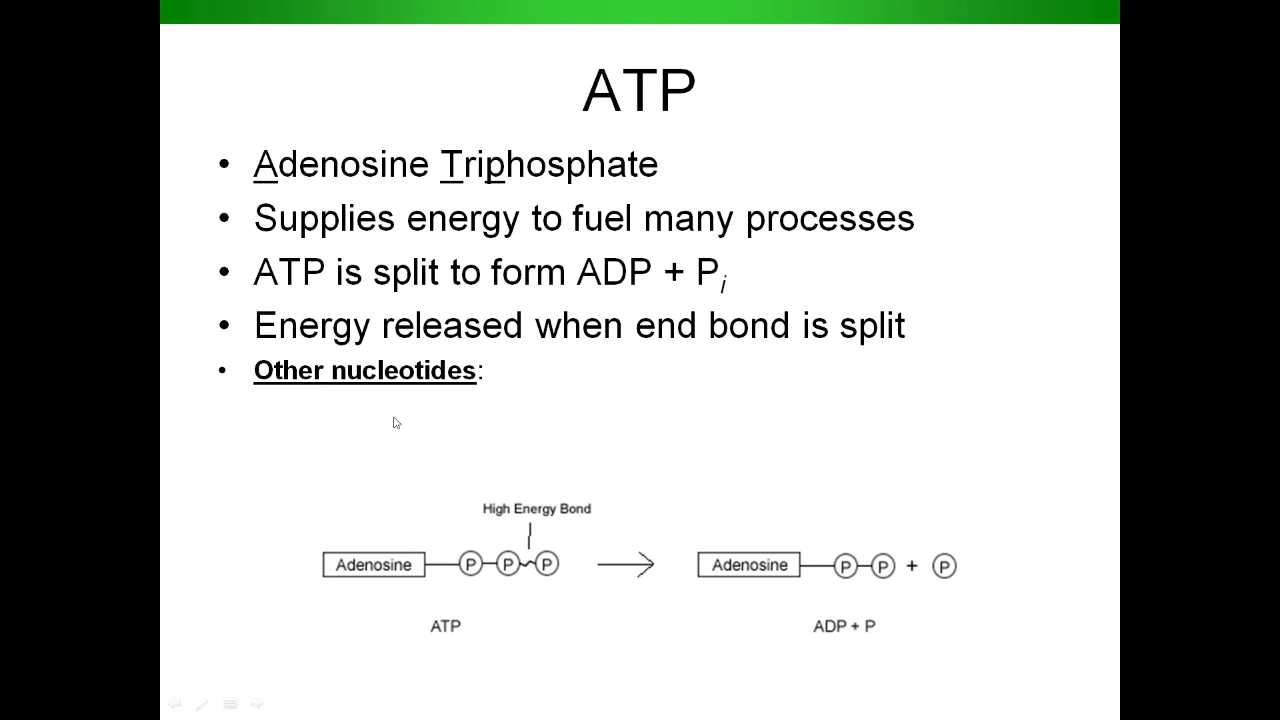 ATP
• Adenosine Triphosphate
• Supplies energy to fuel many processes
• ATP is split to form ADP + Pi
• Energy released when end bond is split
• Other nucleotides:
High Energy Bond
Adenosine P P P Adenosine P P + P
ATP ADP + P